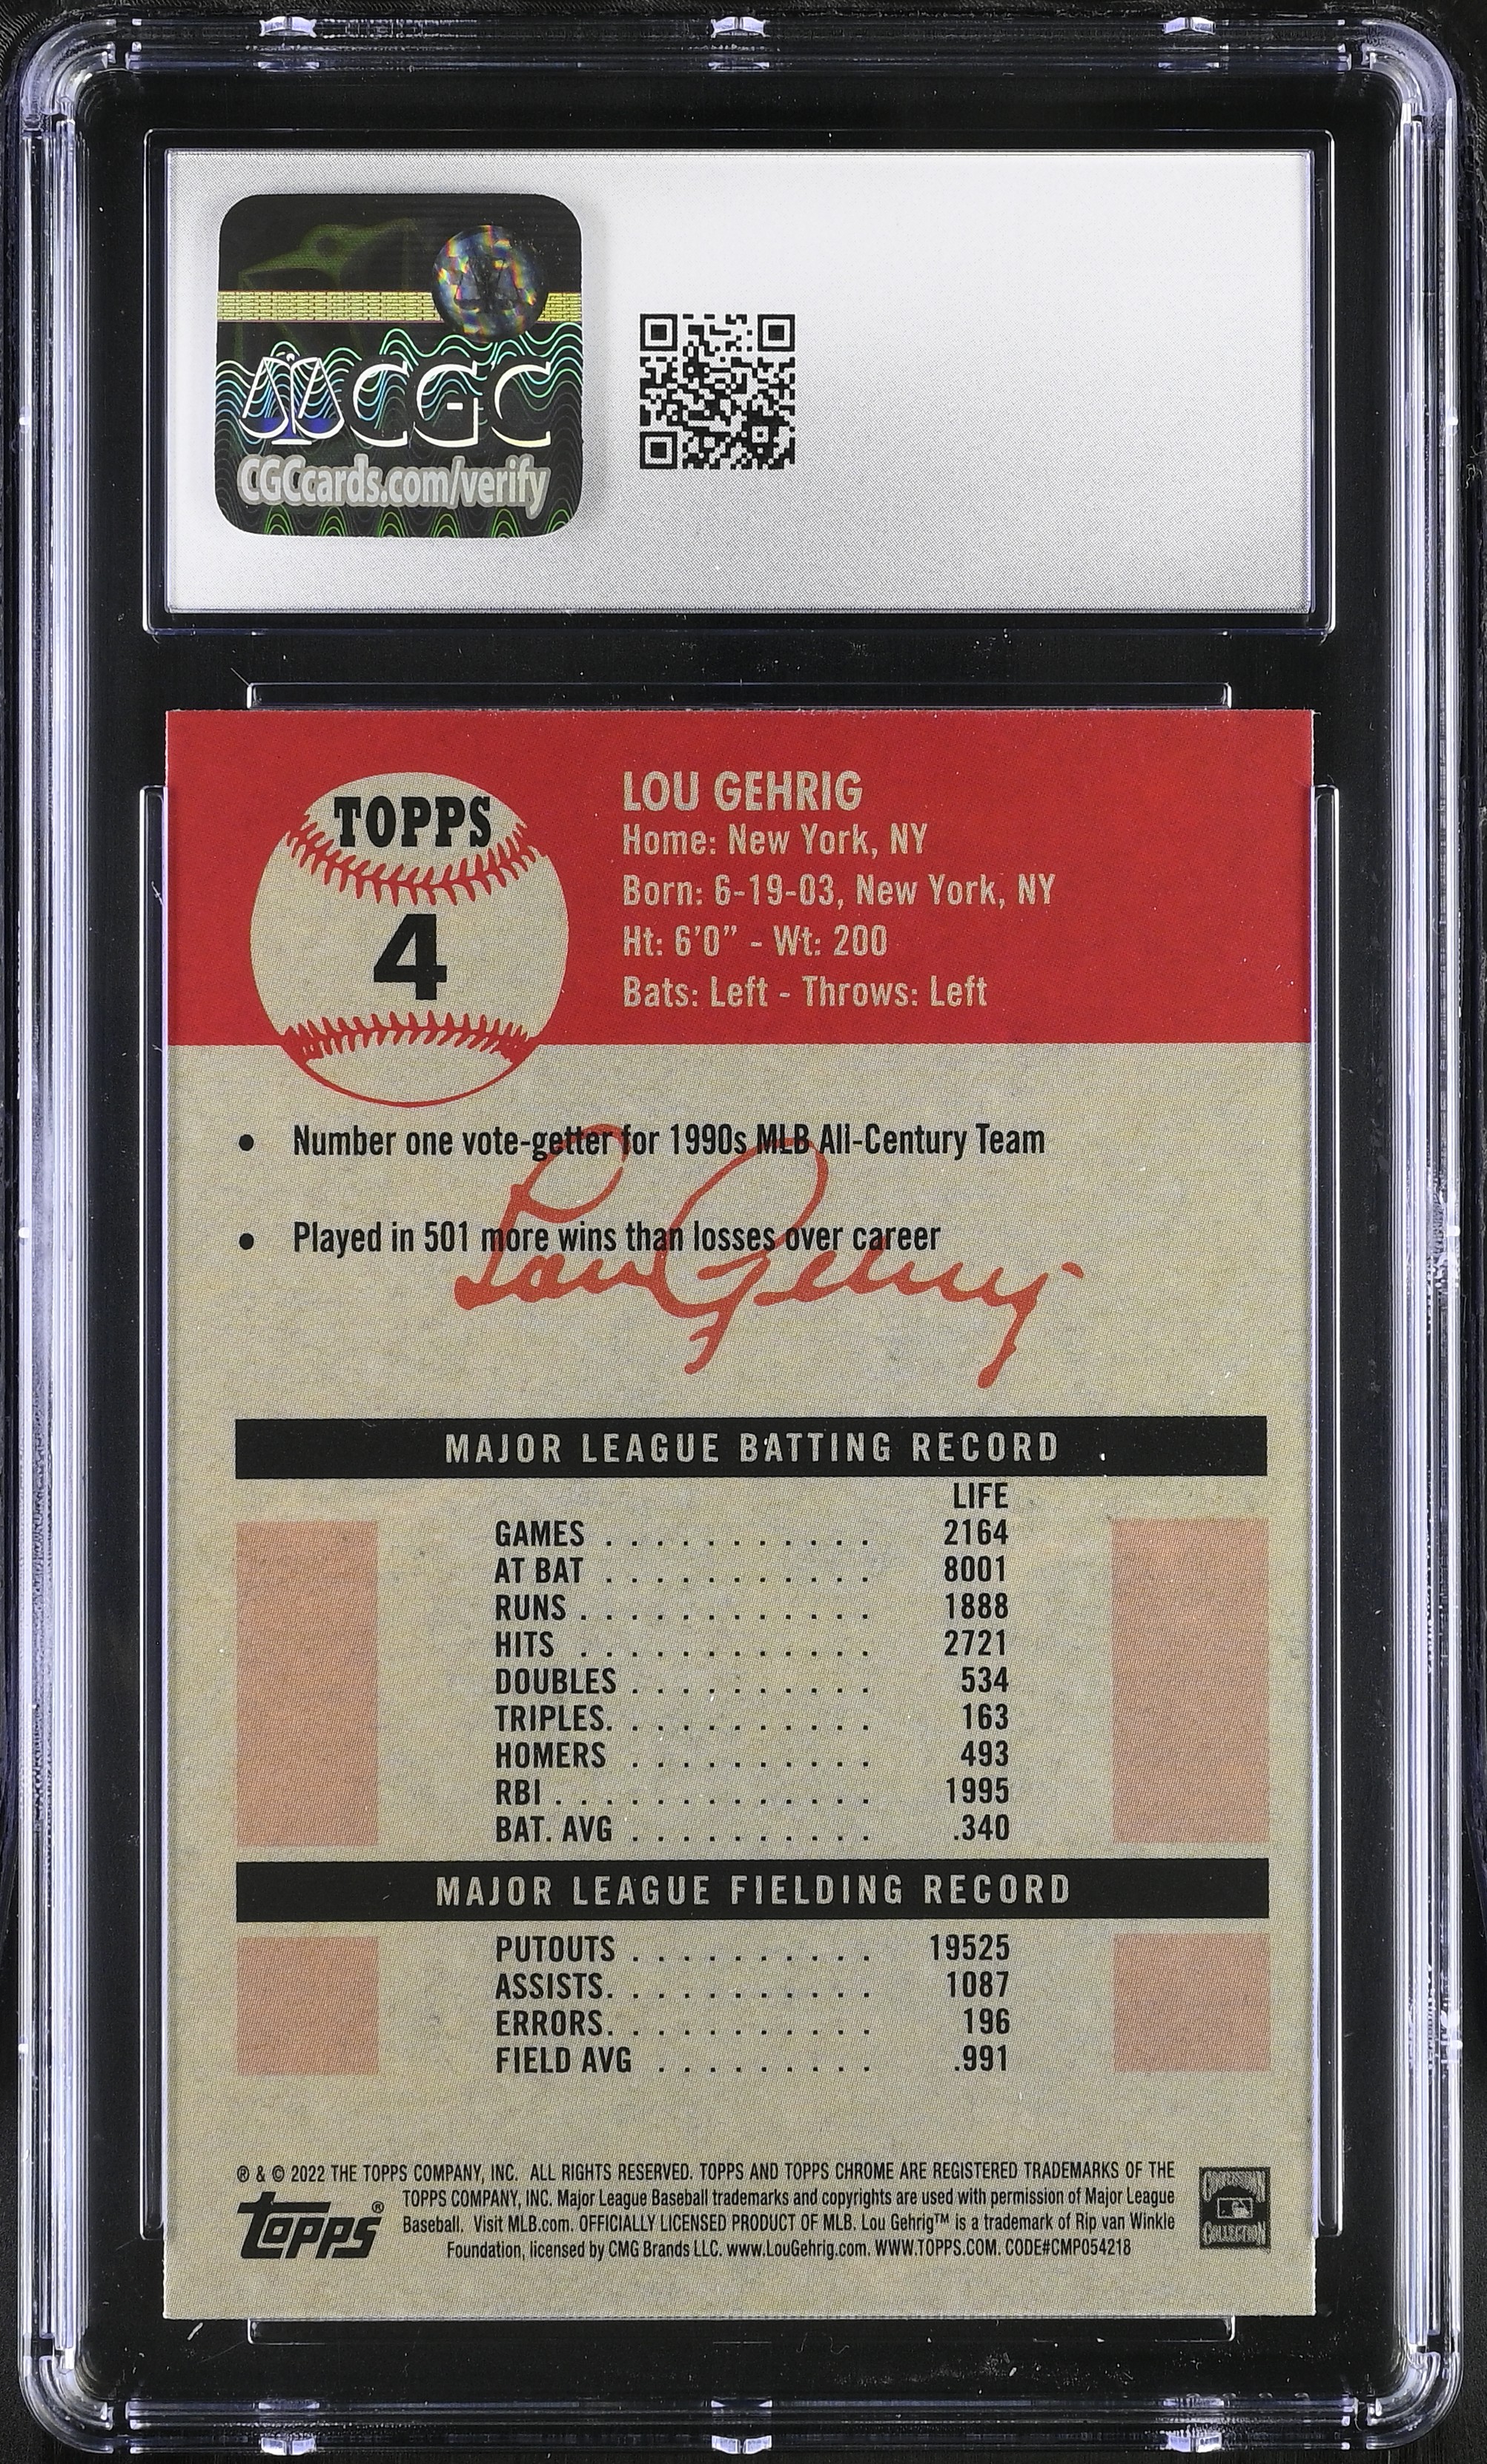 CGC
CGCcards.com/verify
TOPPS
4
LOU GEHRIG
Home: New York, NY
Born: 6-19-03, New York, NY
Ht: 6'0" - Wt: 200
Bats: Left - Throws: Left
• Number one vote-getter for 1990s MLB All-Century Team
• Played in 501 more wins than losses over career
Lou Gehrig
MAJOR LEAGUE BATTING RECORD
LIFE
GAMES . . . . . . . . . . . 2164
AT BAT . . . . . . . . . . . 8001
RUNS . . . . . . . . . . . . 1888
HITS . . . . . . . . . . . . 2721
DOUBLES . . . . . . . . . . 534
TRIPLES. . . . . . . . . . . 163
HOMERS . . . . . . . . . . 493
RBI . . . . . . . . . . . . . 1995
BAT. AVG . . . . . . . . . . .340
MAJOR LEAGUE FIELDING RECORD
PUTOUTS . . . . . . . . . . 19525
ASSISTS. . . . . . . . . . . 1087
ERRORS. . . . . . . . . . . 196
FIELD AVG . . . . . . . . . .991
® & © 2022 THE TOPPS COMPANY, INC. ALL RIGHTS RESERVED. TOPPS AND TOPPS CHROME ARE REGISTERED TRADEMARKS OF THE
TOPPS COMPANY, INC. Major League Baseball trademarks and copyrights are used with permission of Major League
Baseball. Visit MLB.com. OFFICIALLY LICENSED PRODUCT OF MLB. Lou Gehrig™ is a trademark of Rip van Winkle
Foundation, licensed by CMG Brands LLC. www.LouGehrig.com. WWW.TOPPS.COM. CODE#CMP054218
topps®
COOPERSTOWN
COLLECTION